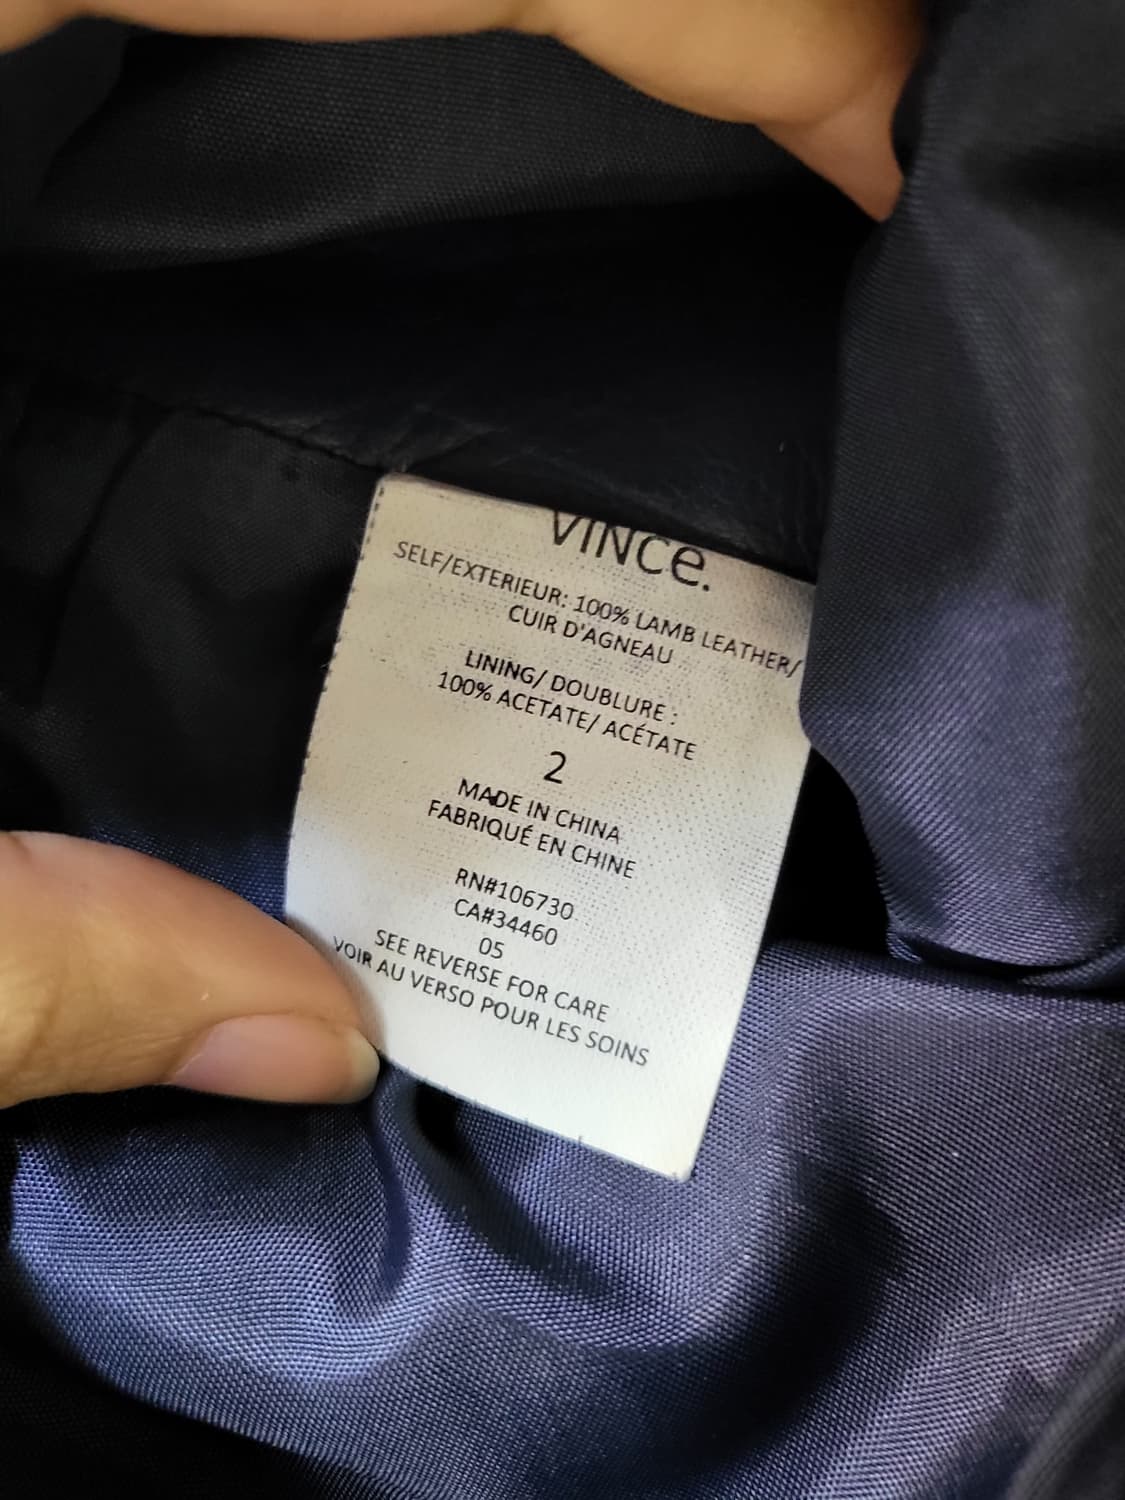 VINCe.
SELF/EXTERIEUR: 100% LAMB LEATHER/
CUIR D'AGNEAU
LINING/ DOUBLURE :
100% ACETATE/ ACÉTATE
2
MADE IN CHINA
FABRIQUÉ EN CHINE
RN#106730
CA#34460
05
SEE REVERSE FOR CARE
VOIR AU VERSO POUR LES SOINS